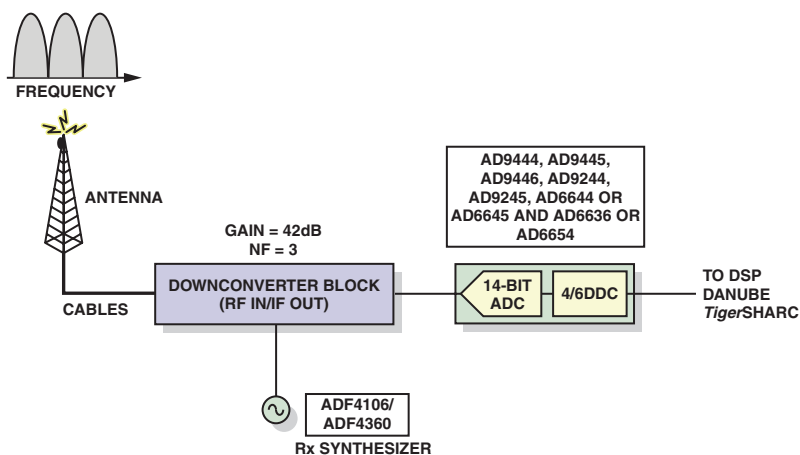 FREQUENCY
ANTENNA
CABLES
GAIN = 42dB
NF = 3
DOWNCONVERTER BLOCK
(RF IN/IF OUT)
ADF4106/
ADF4360
Rx SYNTHESIZER
AD9444, AD9445,
AD9446, AD9244,
AD9245, AD6644 OR
AD6645 AND AD6636 OR
AD6654
14-BIT
ADC
4/6DDC
TO DSP
DANUBE
TigerSHARC